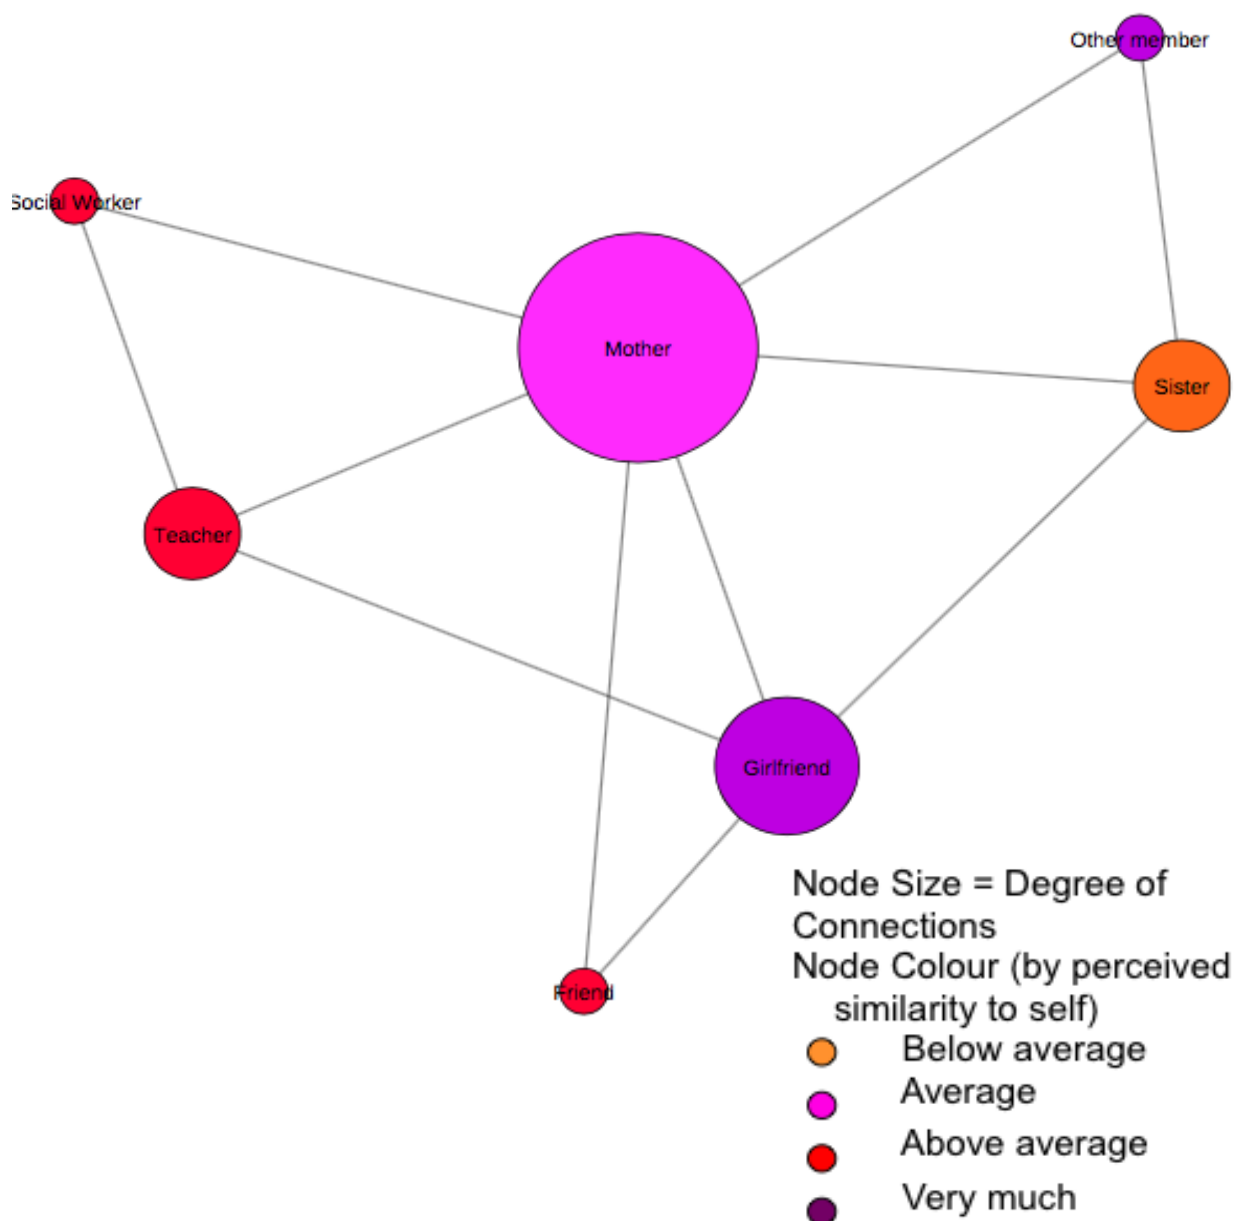 Other member
Social Worker
Mother
Sister
Teacher
Girlfriend
Friend
Node Size = Degree of
Connections
Node Colour (by perceived
similarity to self)
Below average
Average
Above average
Very much